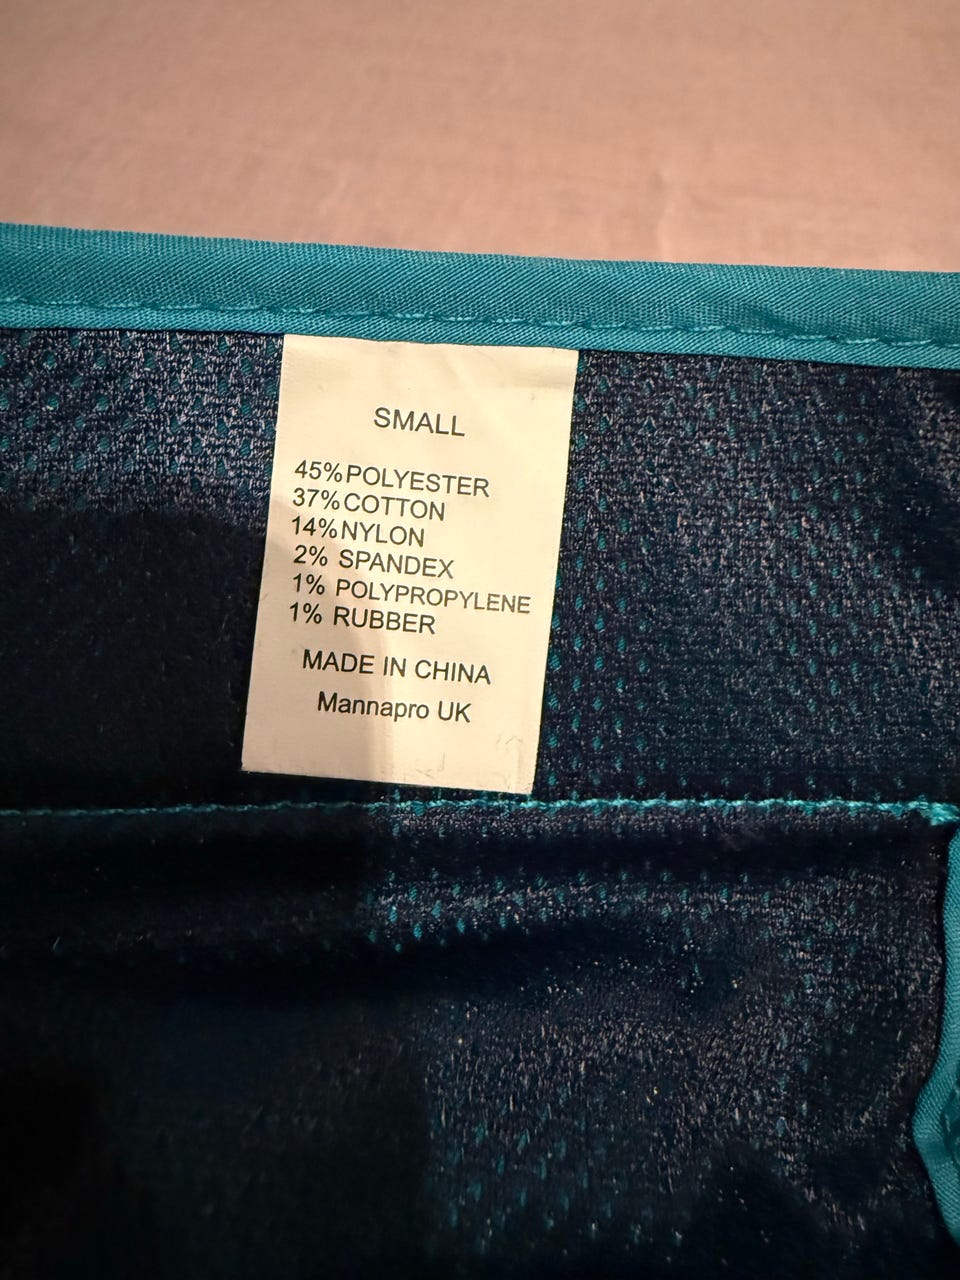 SMALL
45%POLYESTER
37%COTTON
14%NYLON
2% SPANDEX
1% POLYPROPYLENE
1% RUBBER
MADE IN CHINA
Mannapro UK